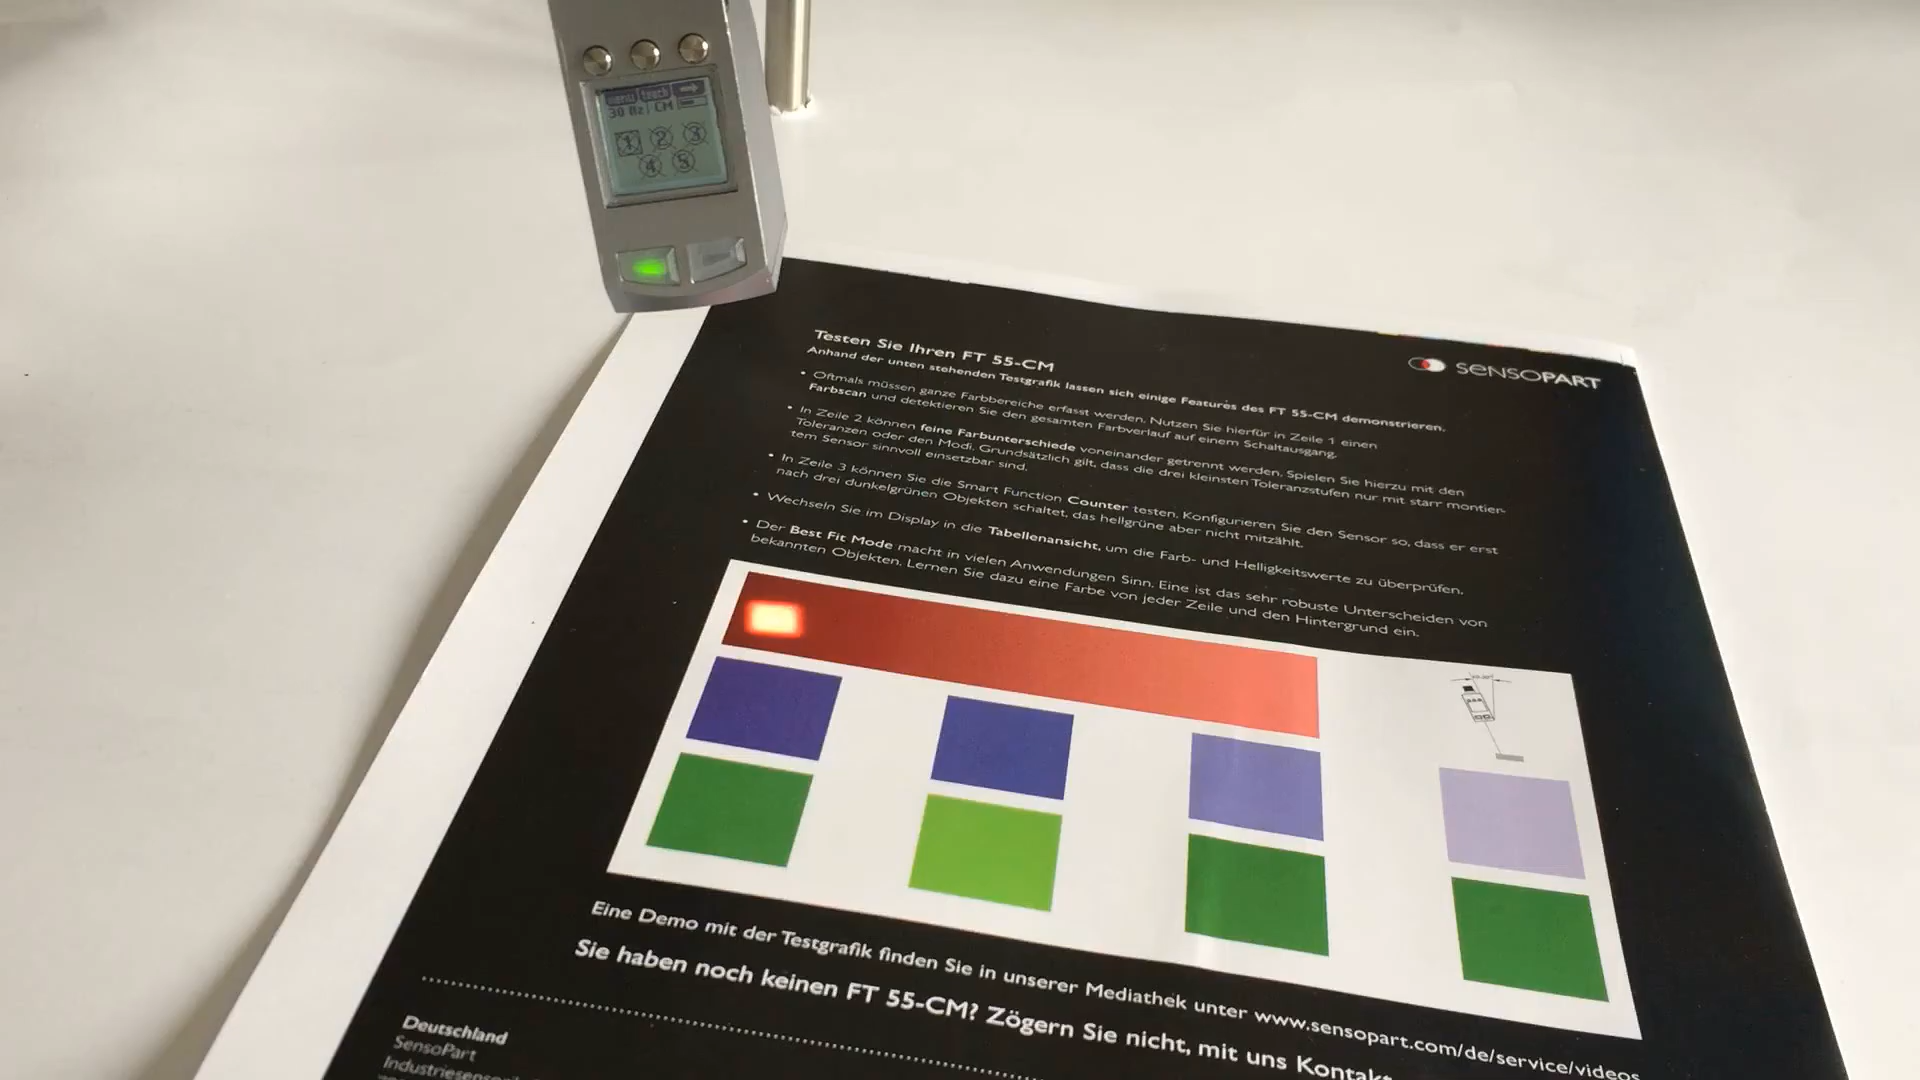 menu teach
30 Hz CM
1 2 3
4 5
SENSOPART
Testen Sie Ihren FT 55-CM
Anhand der unten stehenden Testgrafik lassen sich einige Features des FT 55-CM demonstrieren.
• Oftmals müssen ganze Farbbereiche erfasst werden. Nutzen Sie hierfür in Zeile 1 einen
Farbscan und detektieren Sie den gesamten Farbverlauf auf einem Schaltausgang.
• In Zeile 2 können feine Farbunterschiede voneinander getrennt werden. Spielen Sie hierzu mit den
Toleranzen oder den Modi. Grundsätzlich gilt, dass die drei kleinsten Toleranzstufen nur mit starr montier-
tem Sensor sinnvoll einsetzbar sind.
• In Zeile 3 können Sie die Smart Function Counter testen. Konfigurieren Sie den Sensor so, dass er erst
nach drei dunkelgrünen Objekten schaltet, das hellgrüne aber nicht mitzählt.
• Wechseln Sie im Display in die Tabellenansicht, um die Farb- und Helligkeitswerte zu überprüfen.
• Der Best Fit Mode macht in vielen Anwendungen Sinn. Eine ist das sehr robuste Unterscheiden von
bekannten Objekten. Lernen Sie dazu eine Farbe von jeder Zeile und den Hintergrund ein.
Eine Demo mit der Testgrafik finden Sie in unserer Mediathek unter www.sensopart.com/de/service/videos
Sie haben noch keinen FT 55-CM? Zögern Sie nicht, mit uns Kontakt
Deutschland
SensoPart